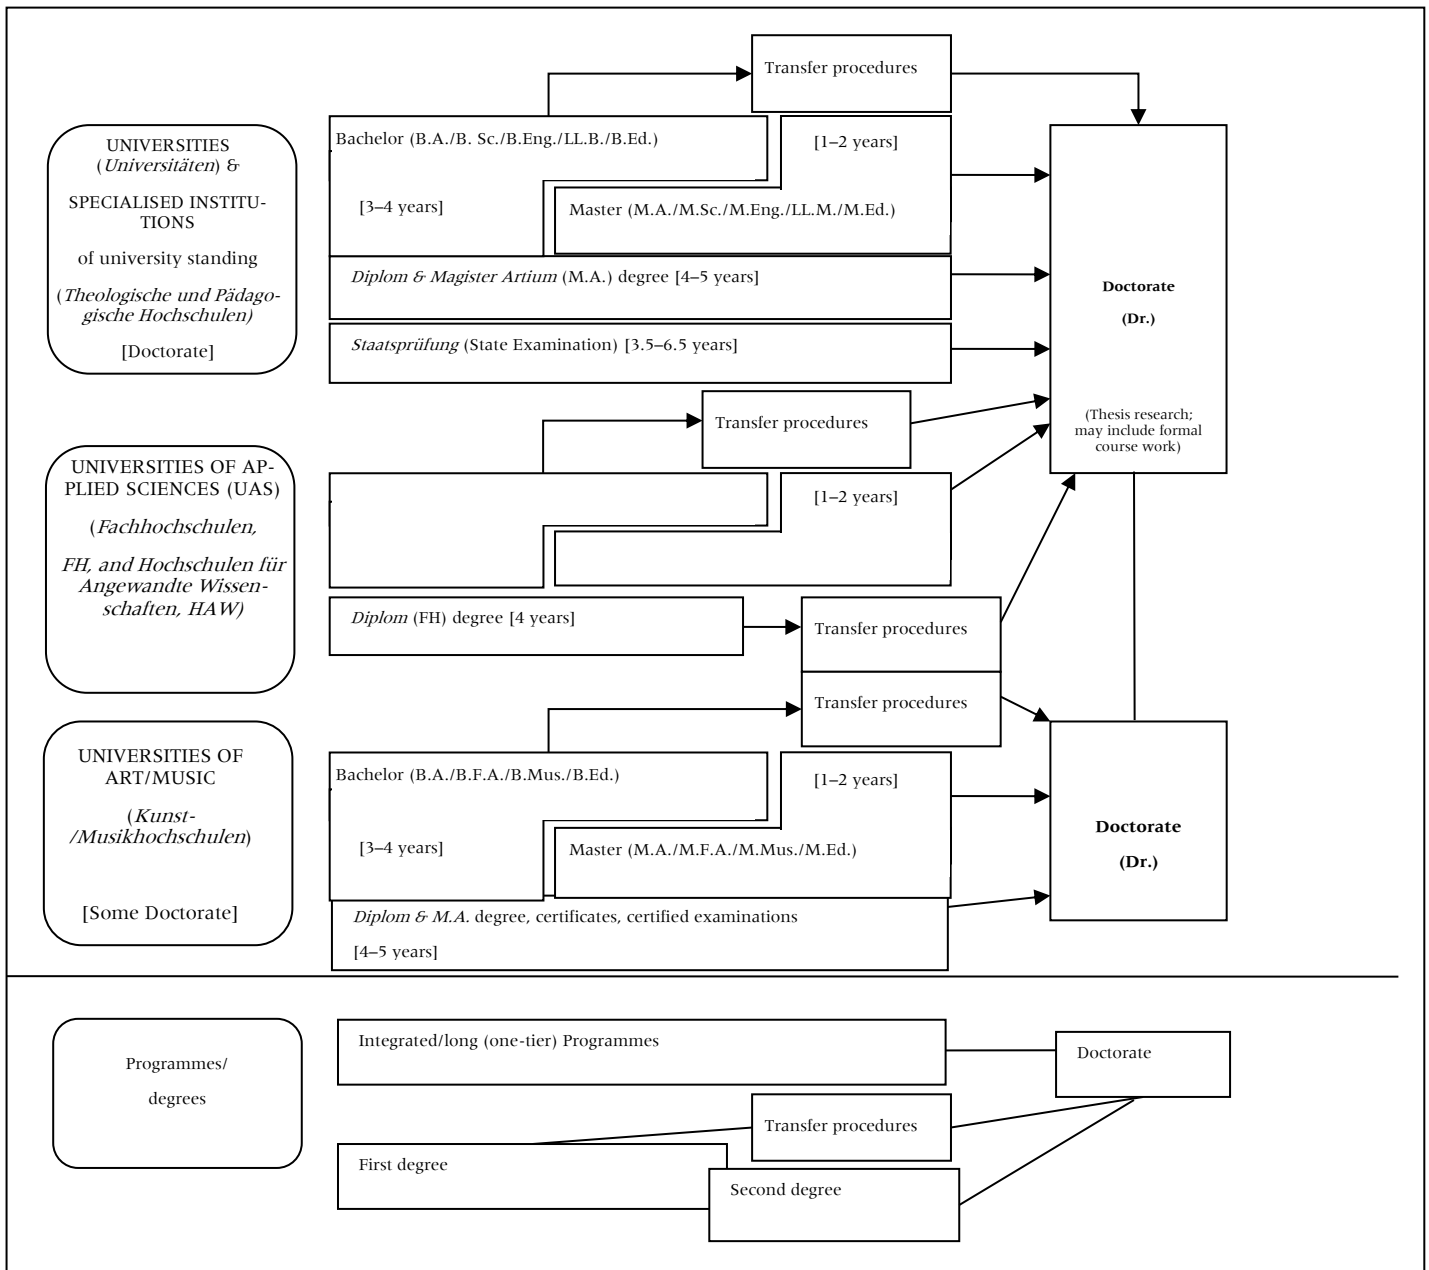 Transfer procedures
UNIVERSITIES
(Universitäten) &
SPECIALISED INSTITU-
TIONS
of university standing
(Theologische und Pädago-
gische Hochschulen)
[Doctorate]
Bachelor (B.A./B. Sc./B.Eng./LL.B./B.Ed.)
[3–4 years]
[1–2 years]
Master (M.A./M.Sc./M.Eng./LL.M./M.Ed.)
Diplom & Magister Artium (M.A.) degree [4–5 years]
Staatsprüfung (State Examination) [3.5–6.5 years]
Doctorate
(Dr.)
(Thesis research;
may include formal
course work)
UNIVERSITIES OF AP-
PLIED SCIENCES (UAS)
(Fachhochschulen,
FH, and Hochschulen für
Angewandte Wissen-
schaften, HAW)
Transfer procedures
[1–2 years]
Diplom (FH) degree [4 years]
Transfer procedures
Transfer procedures
UNIVERSITIES OF
ART/MUSIC
(Kunst-
/Musikhochschulen)
[Some Doctorate]
Bachelor (B.A./B.F.A./B.Mus./B.Ed.)
[3–4 years]
[1–2 years]
Master (M.A./M.F.A./M.Mus./M.Ed.)
Diplom & M.A. degree, certificates, certified examinations
[4–5 years]
Doctorate
(Dr.)
Programmes/
degrees
Integrated/long (one-tier) Programmes
Doctorate
Transfer procedures
First degree
Second degree